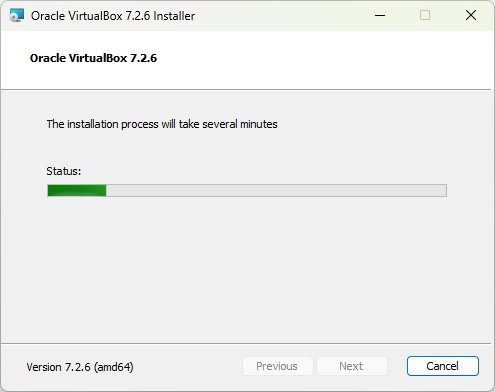 Oracle VirtualBox 7.2.6 Installer
Oracle VirtualBox 7.2.6
The installation process will take several minutes
Status:
Version 7.2.6 (amd64)
Previous
Next
Cancel